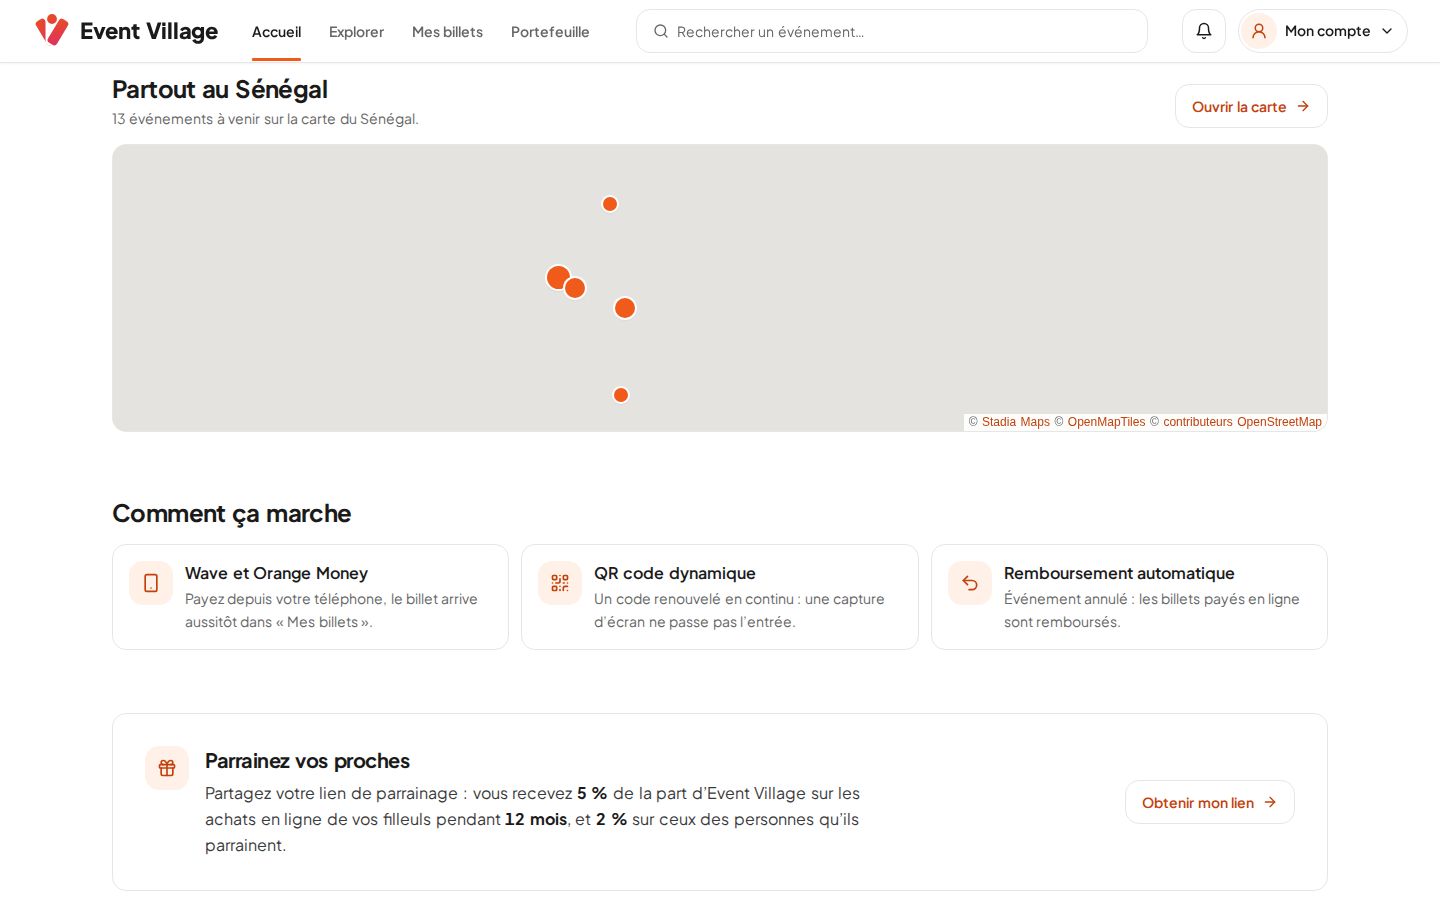 Event Village
Accueil
Explorer
Mes billets
Portefeuille
Rechercher un événement...
Mon compte
Partout au Sénégal
13 événements à venir sur la carte du Sénégal.
Ouvrir la carte
© Stadia Maps © OpenMapTiles © contributeurs OpenStreetMap
Comment ça marche
Wave et Orange Money
Payez depuis votre téléphone, le billet arrive
aussitôt dans « Mes billets ».
QR code dynamique
Un code renouvelé en continu : une capture
d’écran ne passe pas l’entrée.
Remboursement automatique
Événement annulé : les billets payés en ligne
sont remboursés.
Parrainez vos proches
Partagez votre lien de parrainage : vous recevez 5 % de la part d’Event Village sur les
achats en ligne de vos filleuls pendant 12 mois, et 2 % sur ceux des personnes qu’ils
parrainent.
Obtenir mon lien